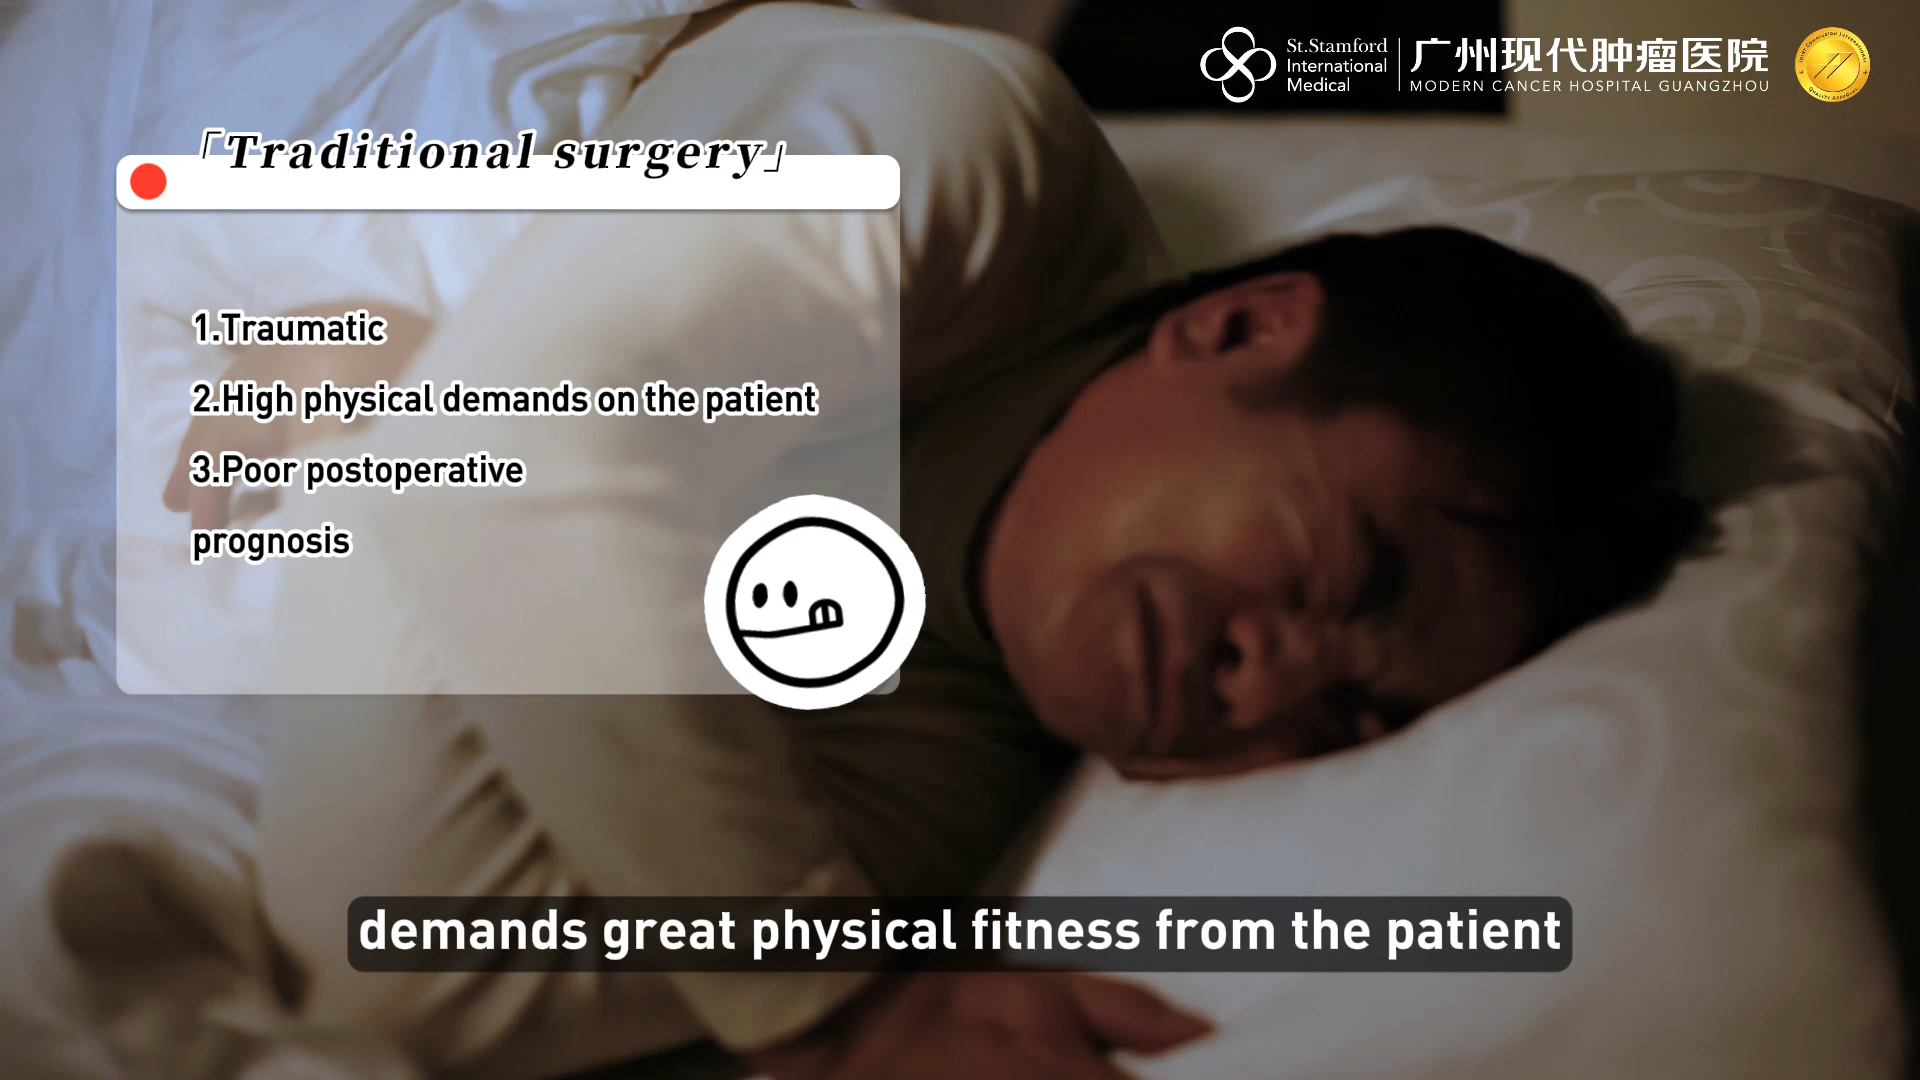 St.Stamford
International
Medical
广州现代肿瘤医院
MODERN CANCER HOSPITAL GUANGZHOU
「Traditional surgery」
1.Traumatic
2.High physical demands on the patient
3.Poor postoperative
prognosis
demands great physical fitness from the patient